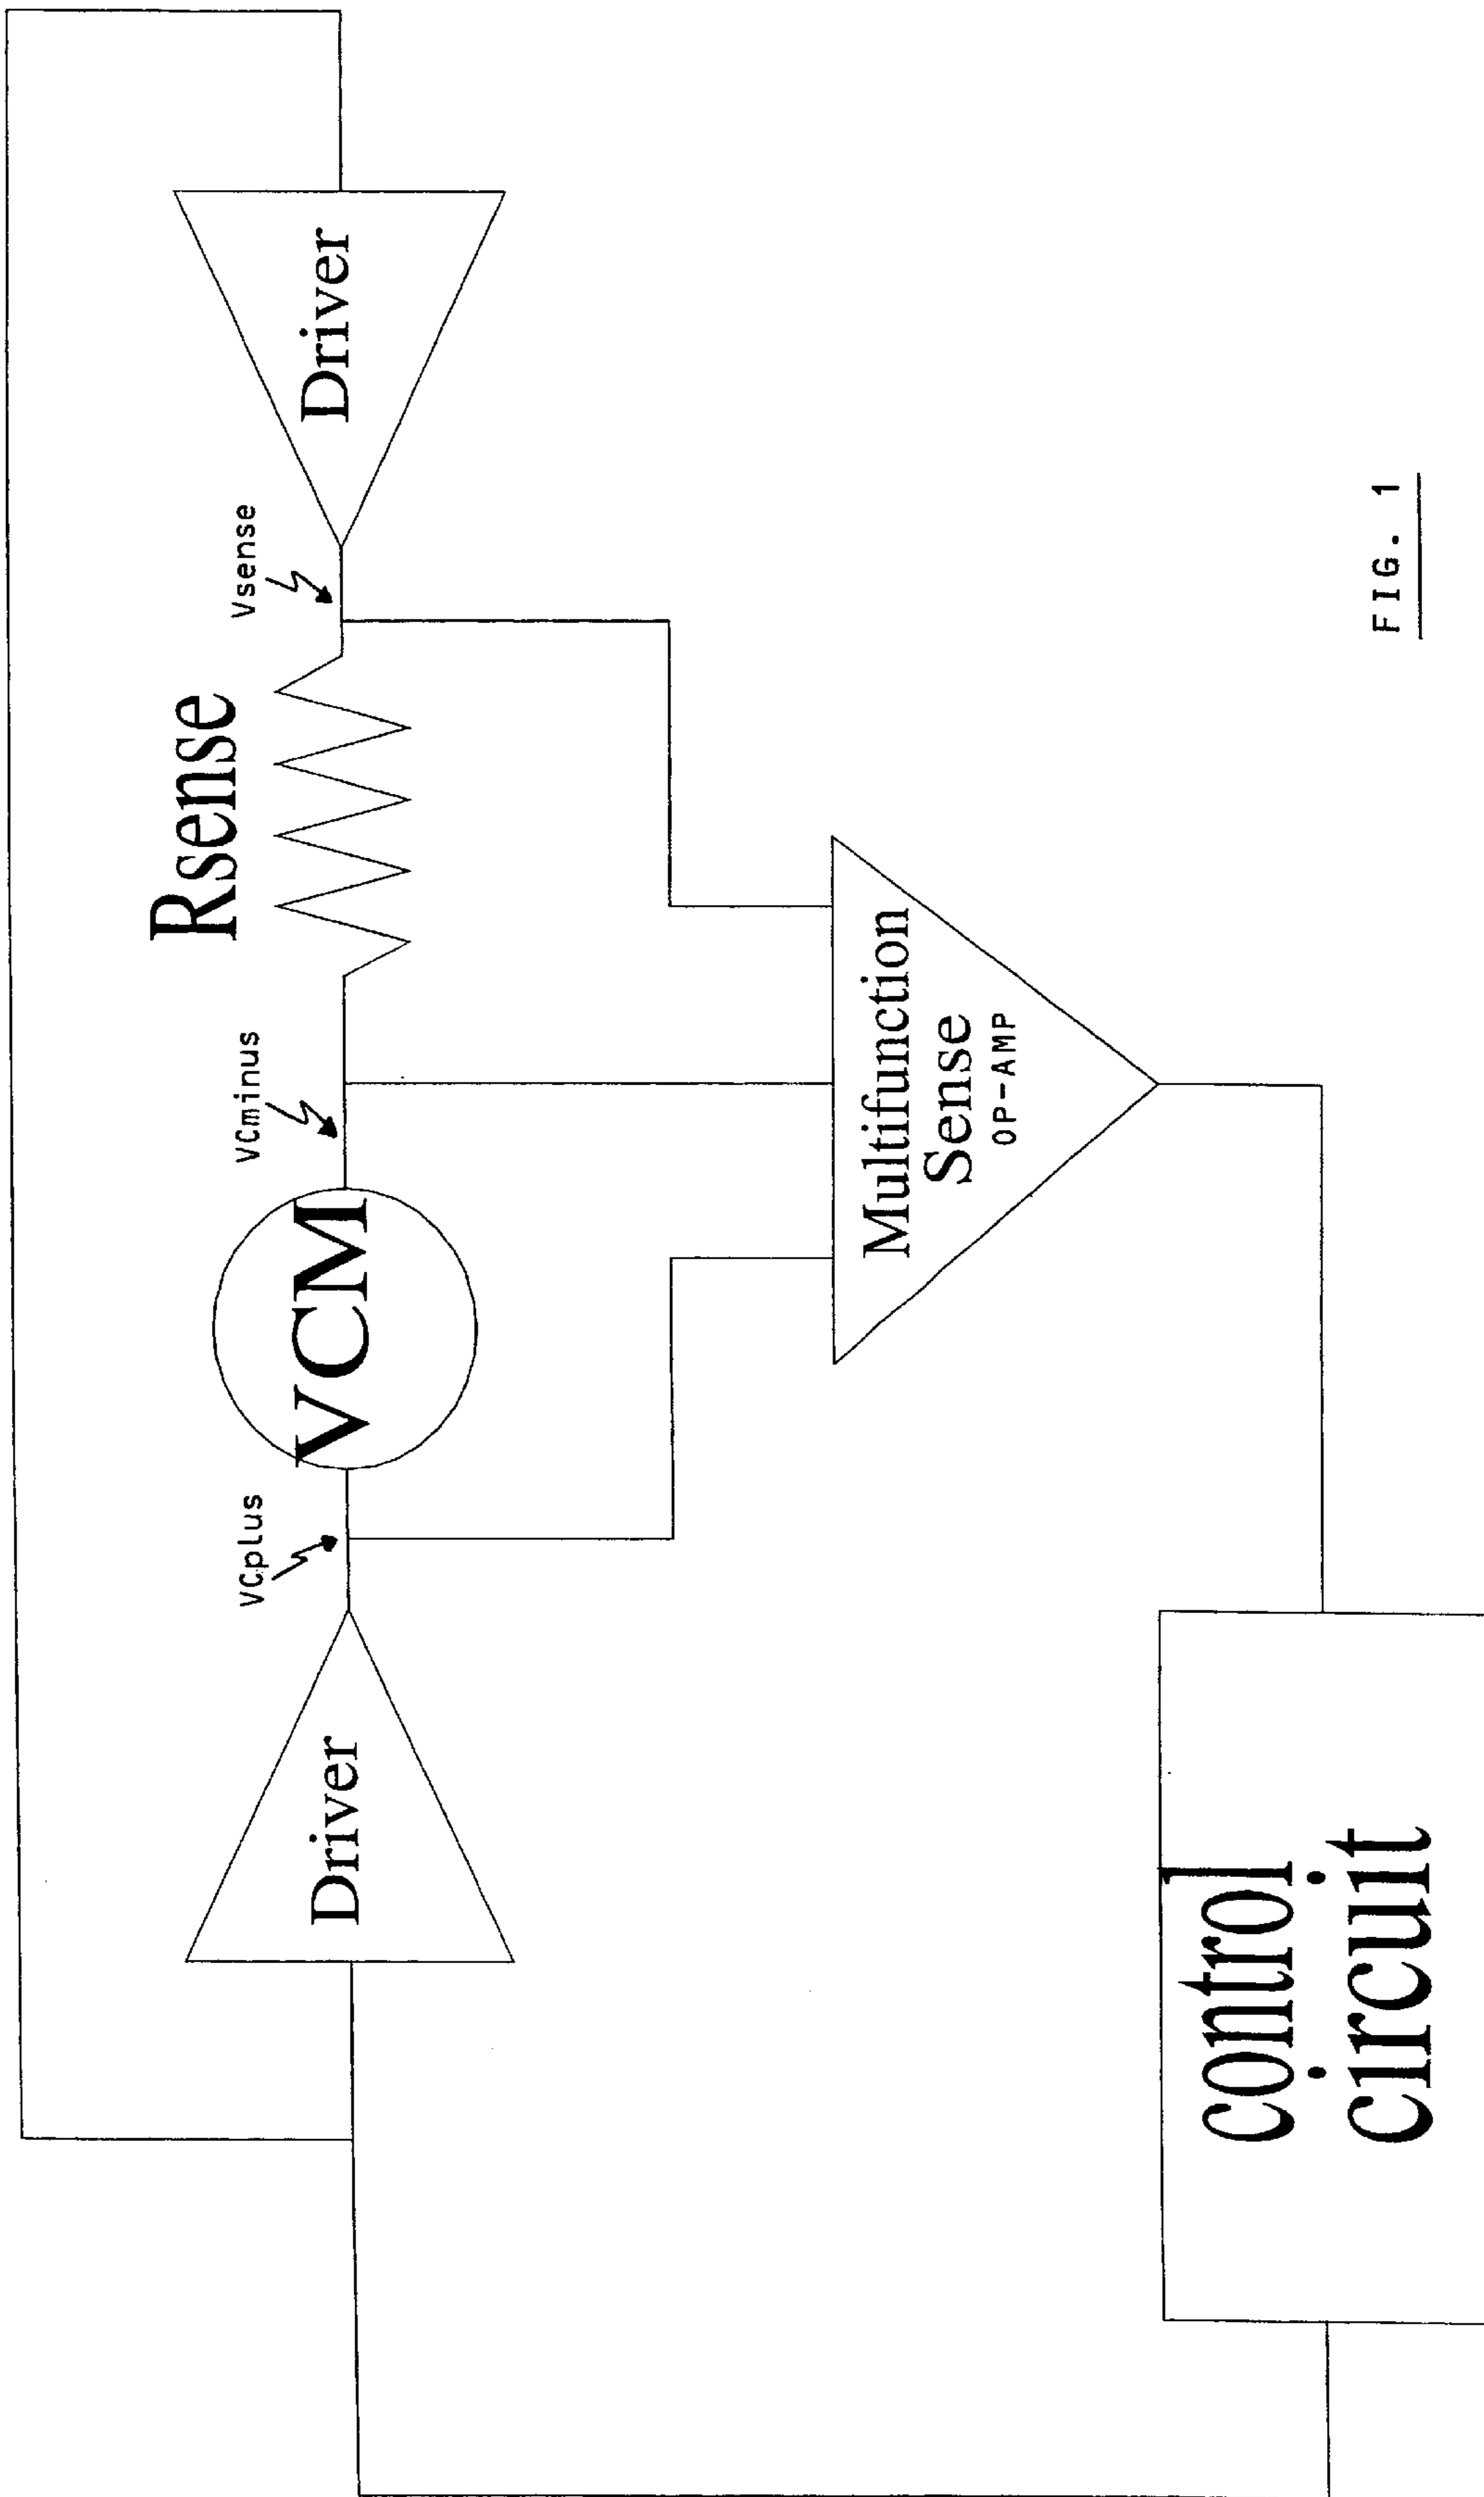 Rsense
VCplus
VCminus
Vsense
Driver
VCM
Driver
Multifunction
Sense
OP-AMP
control
circuit
FIG. 1